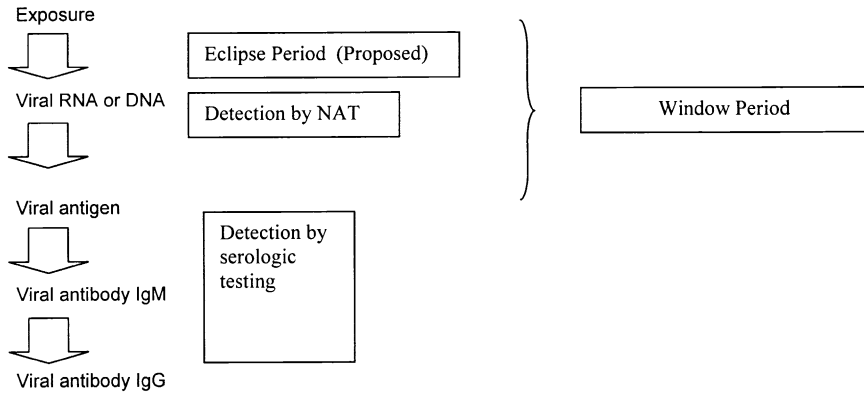 Exposure
Eclipse Period (Proposed)
Viral RNA or DNA
Detection by NAT
Window Period
Viral antigen
Detection by
serologic
testing
Viral antibody IgM
Viral antibody IgG